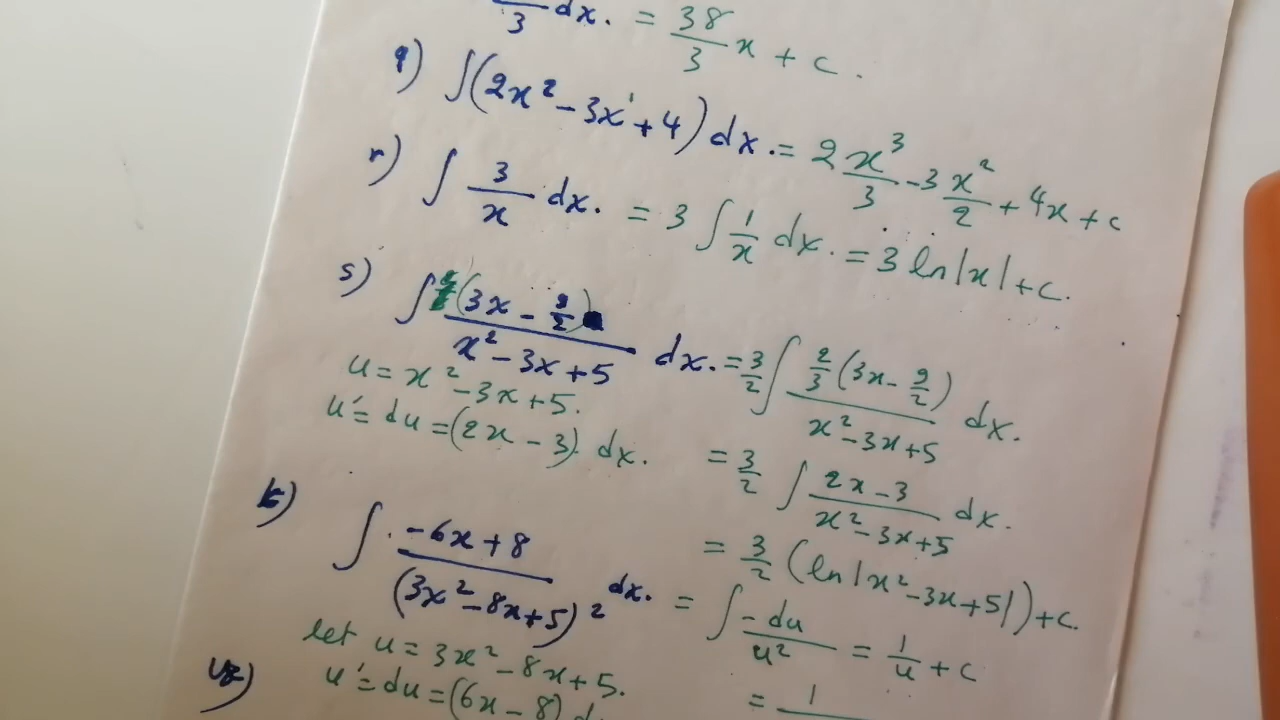 3 dx. = 38/3 x + c.
q) ∫(2x² - 3x¹ + 4) dx. = 2 x³/3 - 3 x²/2 + 4x + c
r) ∫ 3/x dx. = 3 ∫ 1/x dx. = 3 ln|x| + c.
s) ∫ (3x - 9/2) / (x² - 3x + 5) dx. = 3/2 ∫ 2/3 (3x - 9/2) / (x² - 3x + 5) dx.
u = x² - 3x + 5.
u' = du = (2x - 3) dx. = 3/2 ∫ (2x - 3) / (x² - 3x + 5) dx.
= 3/2 (ln|x² - 3x + 5|) + c.
t) ∫ (-6x + 8) / (3x² - 8x + 5)² dx. = ∫ -du/u² = 1/u + c
let u = 3x² - 8x + 5.
u' = du = (6x - 8) = 1